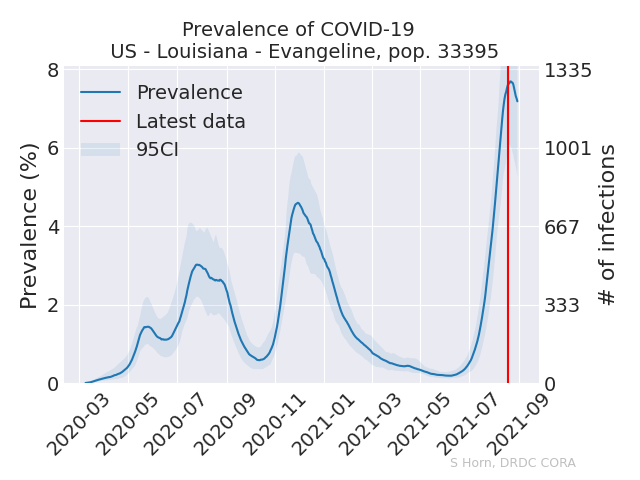 Prevalence of COVID-19
US - Louisiana - Evangeline, pop. 33395
Prevalence
Latest data
95CI
Prevalence (%)
8
6
4
2
0
1335
1001
667
333
0
# of infections
2020-03
2020-05
2020-07
2020-09
2020-11
2021-01
2021-03
2021-05
2021-07
2021-09
S Horn, DRDC CORA